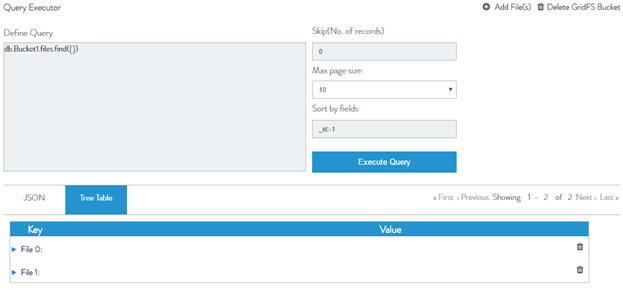 Query Executor
Add File(s) Delete GridFS Bucket
Define Query
Skip(No. of records)
db.Bucket1.files.find({})
0
Max page size:
10
Sort by fields
_id:-1
Execute Query
JSON Tree Table « First ‹ Previous Showing 1 - 2 of 2 Next › Last »
Key Value
File 0:
File 1: